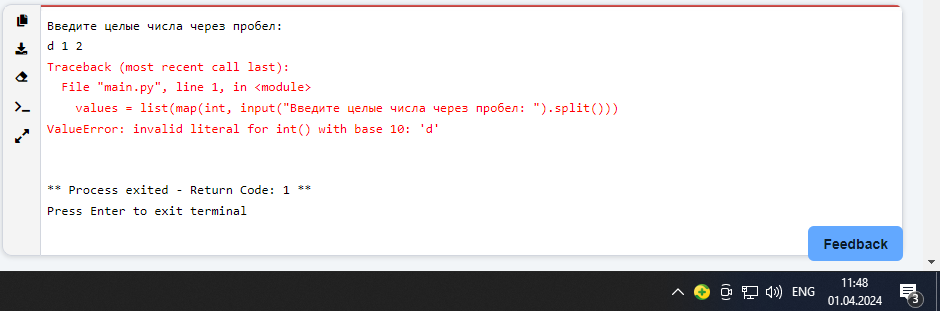 Введите целые числа через пробел:
d 1 2
Traceback (most recent call last):
  File "main.py", line 1, in <module>
    values = list(map(int, input("Введите целые числа через пробел: ").split()))
ValueError: invalid literal for int() with base 10: 'd'
** Process exited - Return Code: 1 **
Press Enter to exit terminal
Feedback
ENG
11:48
01.04.2024
3